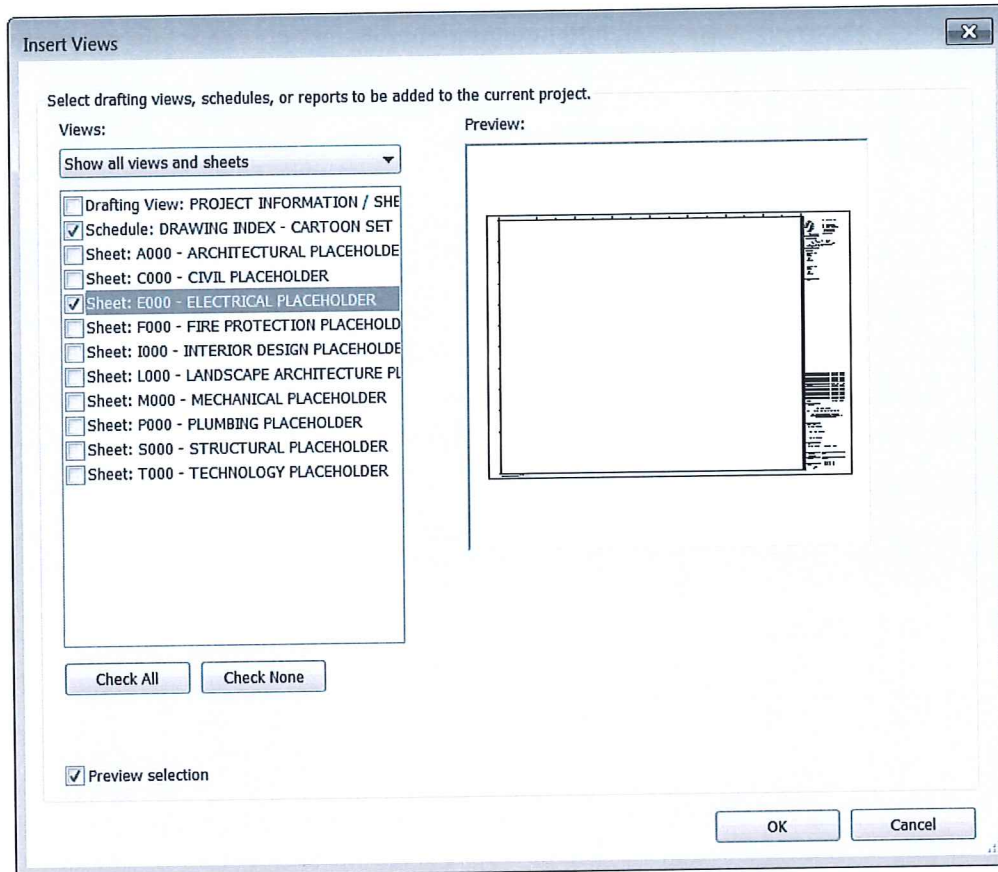 Insert Views
Select drafting views, schedules, or reports to be added to the current project.
Views:
Show all views and sheets
Drafting View: PROJECT INFORMATION / SHE
Schedule: DRAWING INDEX - CARTOON SET
Sheet: A000 - ARCHITECTURAL PLACEHOLDE
Sheet: C000 - CIVIL PLACEHOLDER
Sheet: E000 - ELECTRICAL PLACEHOLDER
Sheet: F000 - FIRE PROTECTION PLACEHOLD
Sheet: I000 - INTERIOR DESIGN PLACEHOLDE
Sheet: L000 - LANDSCAPE ARCHITECTURE PL
Sheet: M000 - MECHANICAL PLACEHOLDER
Sheet: P000 - PLUMBING PLACEHOLDER
Sheet: S000 - STRUCTURAL PLACEHOLDER
Sheet: T000 - TECHNOLOGY PLACEHOLDER
Check All
Check None
Preview selection
Preview:
OK
Cancel